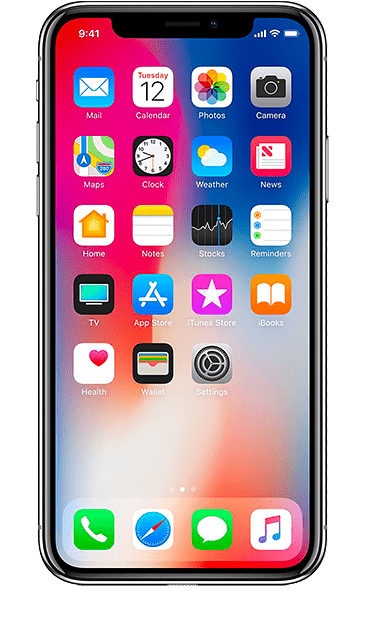 9:41
Tuesday
12
Mail Calendar Photos Camera
280
Maps Clock Weather News
Home Notes Stocks Reminders
TV App Store iTunes Store iBooks
Health Wallet Settings